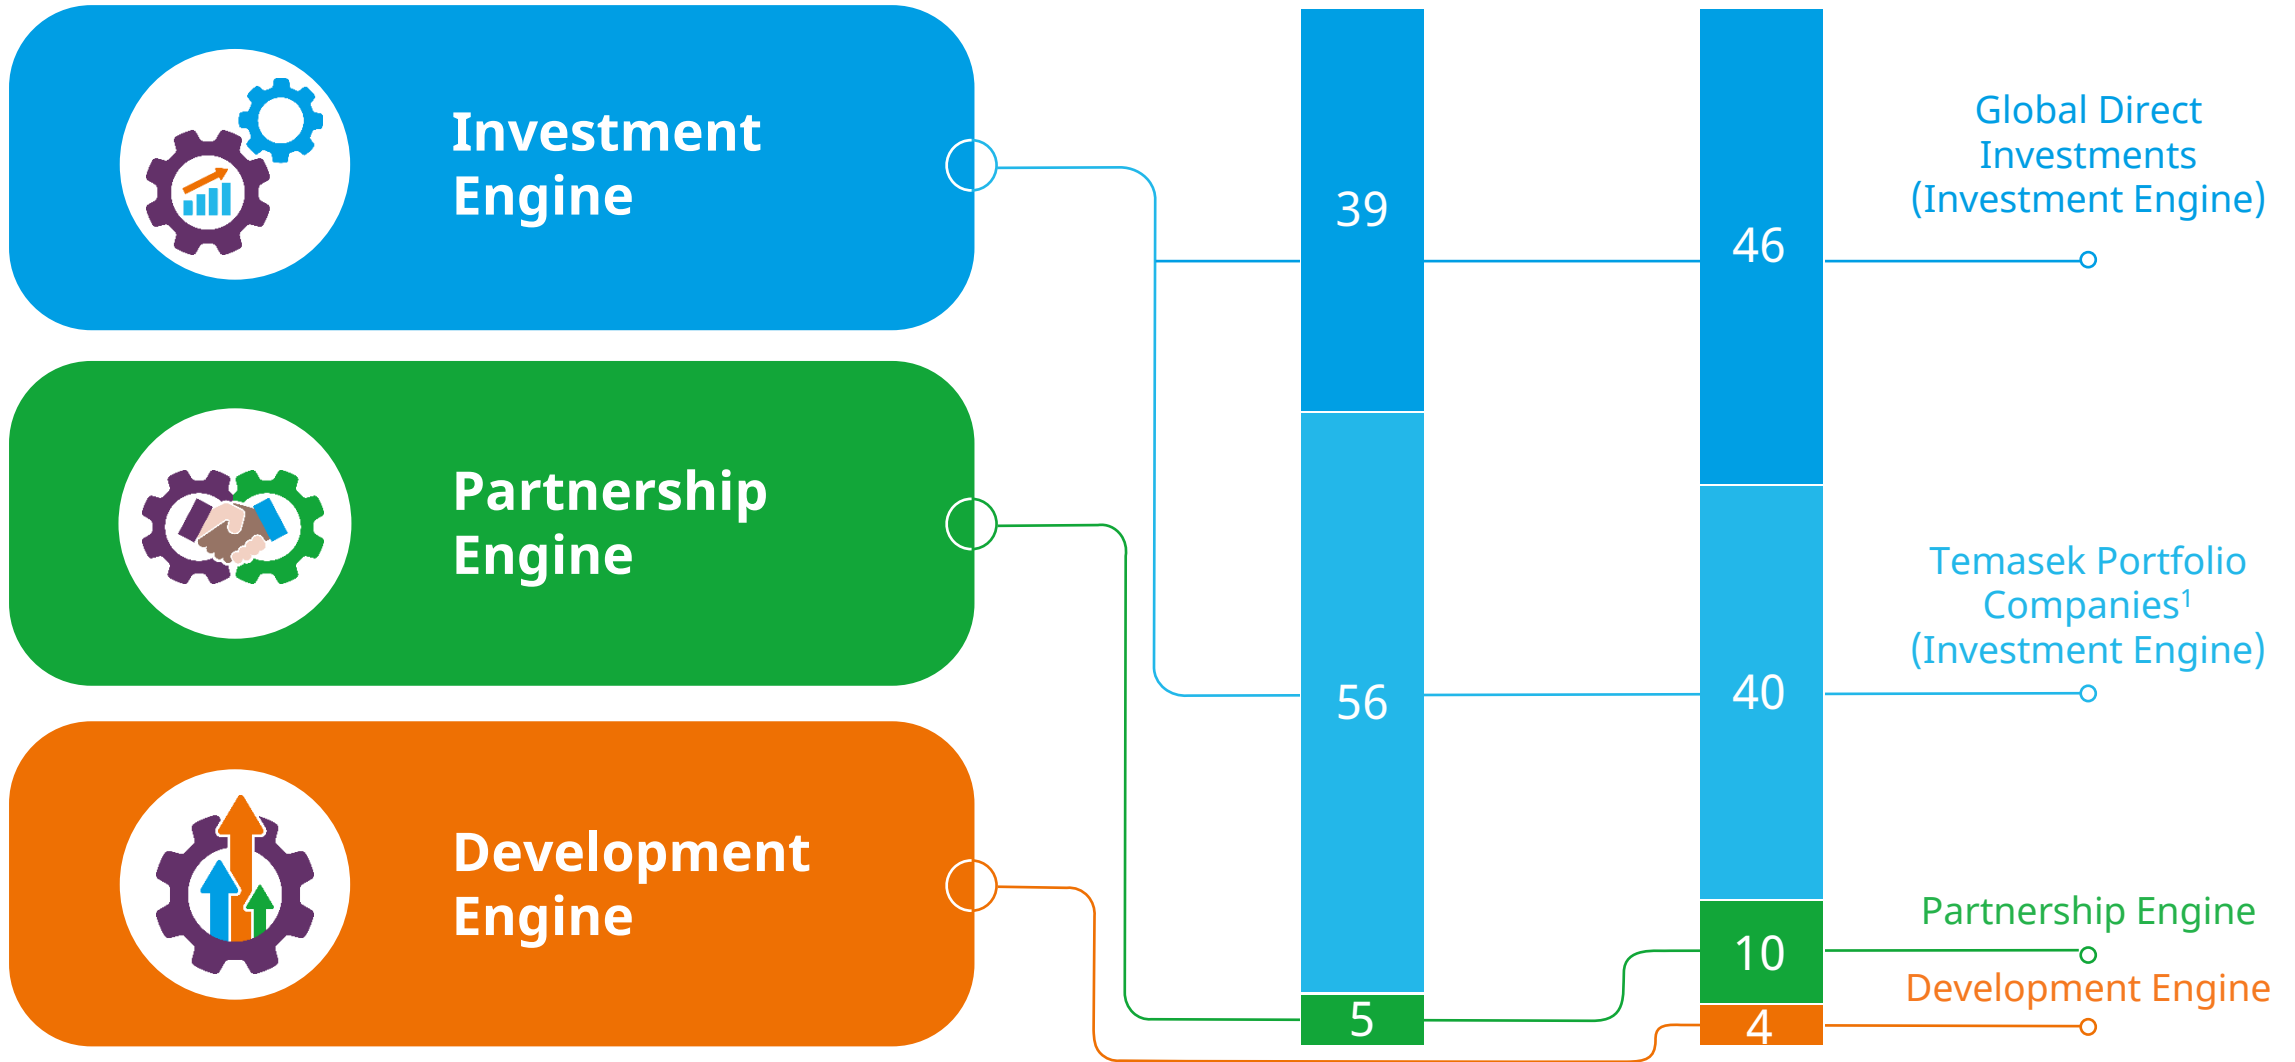 Investment
Engine
Partnership
Engine
Development
Engine
39
56
5
46
40
10
4
Global Direct
Investments
(Investment Engine)
Temasek Portfolio
Companies¹
(Investment Engine)
Partnership Engine
Development Engine